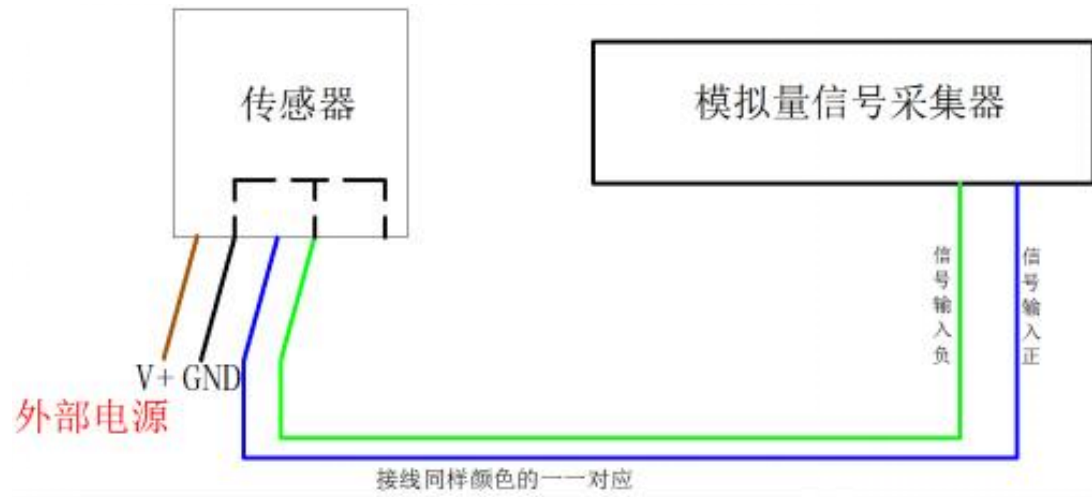 传感器
模拟量信号采集器
信号输入负
信号输入正
V+ GND
外部电源
接线同样颜色的一一对应